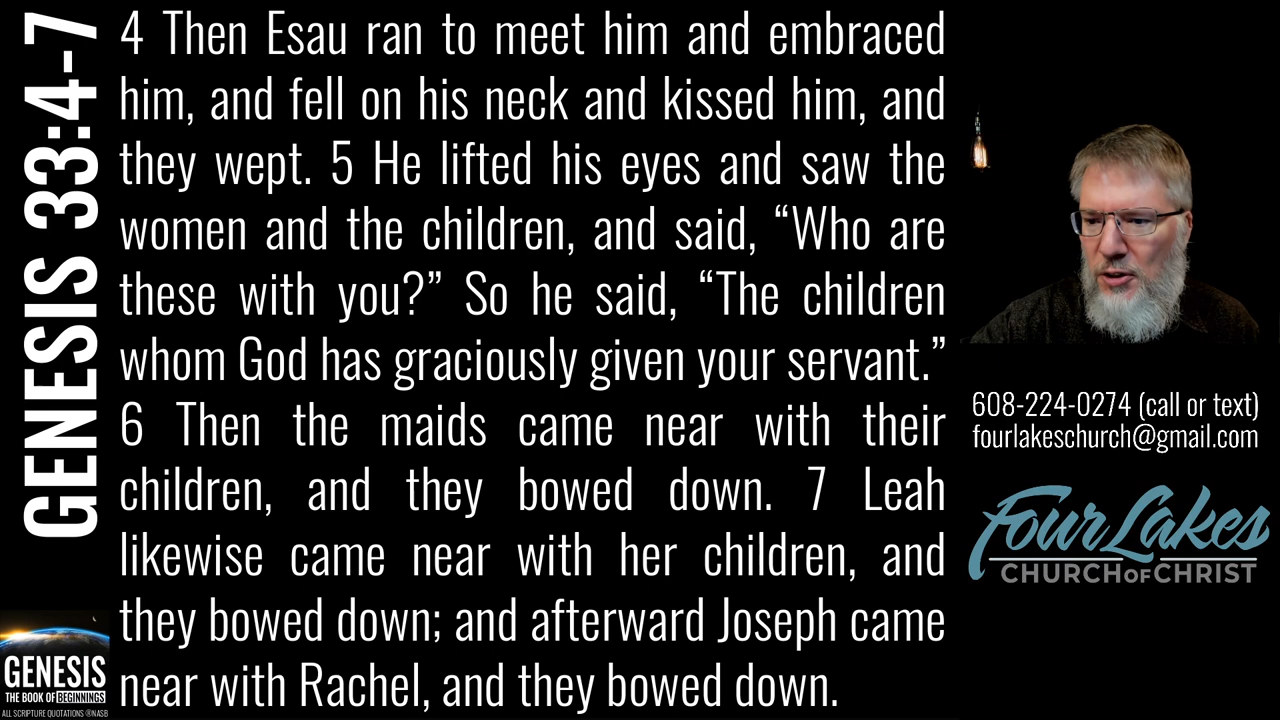 GENESIS 33:4-7
4 Then Esau ran to meet him and embraced
him, and fell on his neck and kissed him, and
they wept. 5 He lifted his eyes and saw the
women and the children, and said, “Who are
these with you?” So he said, “The children
whom God has graciously given your servant.”
6 Then the maids came near with their
children, and they bowed down. 7 Leah
likewise came near with her children, and
they bowed down; and afterward Joseph came
near with Rachel, and they bowed down.
GENESIS
THE BOOK OF BEGINNINGS
ALL SCRIPTURE QUOTATIONS ®NASB
608-224-0274 (call or text)
fourlakeschurch@gmail.com
Four Lakes
CHURCH OF CHRIST